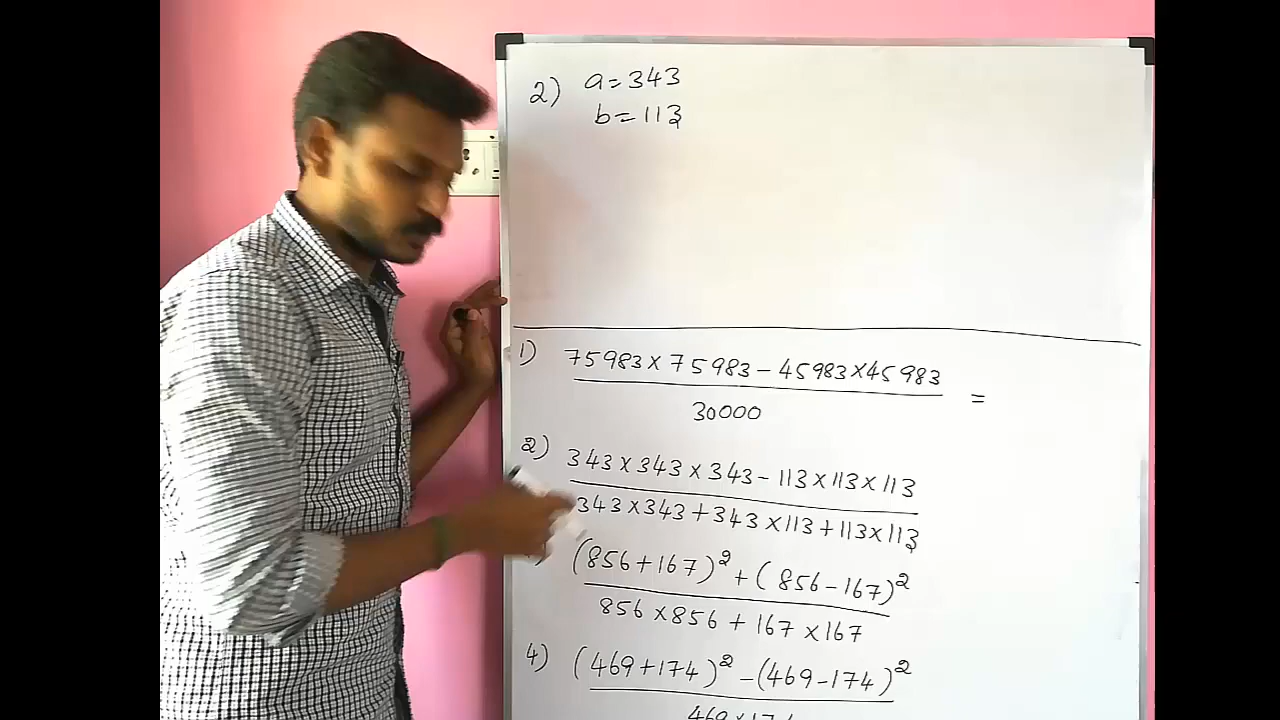 2) a=343
b=113
1) 75983×75983-45983×45983
30000 =
2) 343×343×343-113×113×113
343×343+343×113+113×113
(856+167)² + (856-167)²
856×856+167×167
4) (469+174)² -(469-174)²
469×174